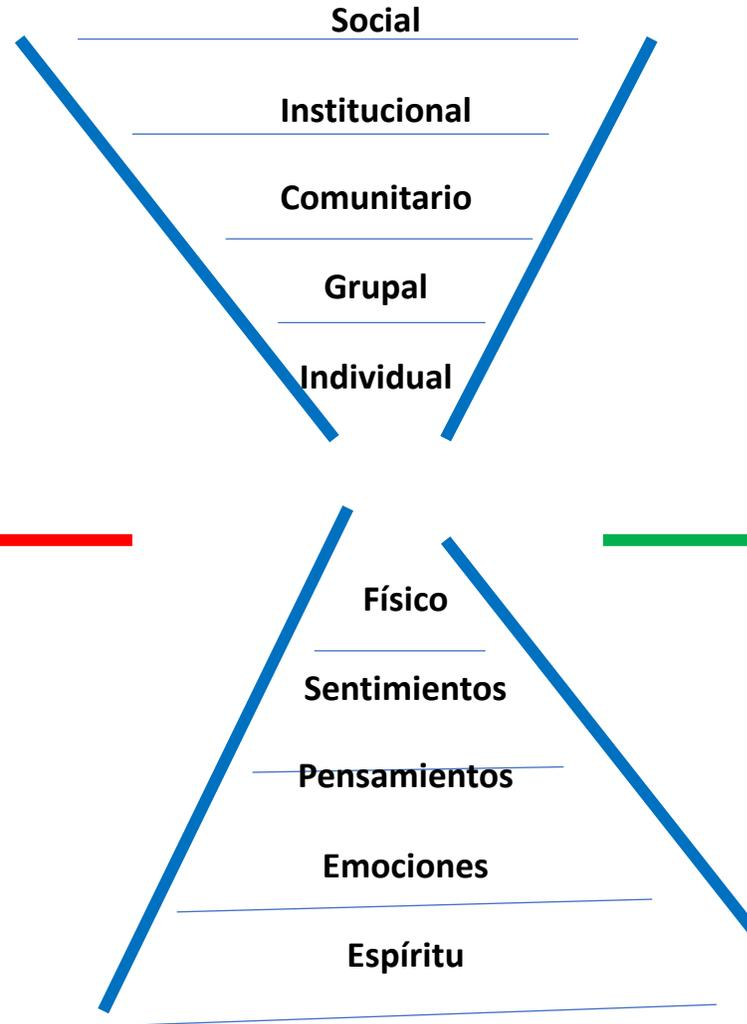 Social
Institucional
Comunitario
Grupal
Individual
Físico
Sentimientos
Pensamientos
Emociones
Espíritu